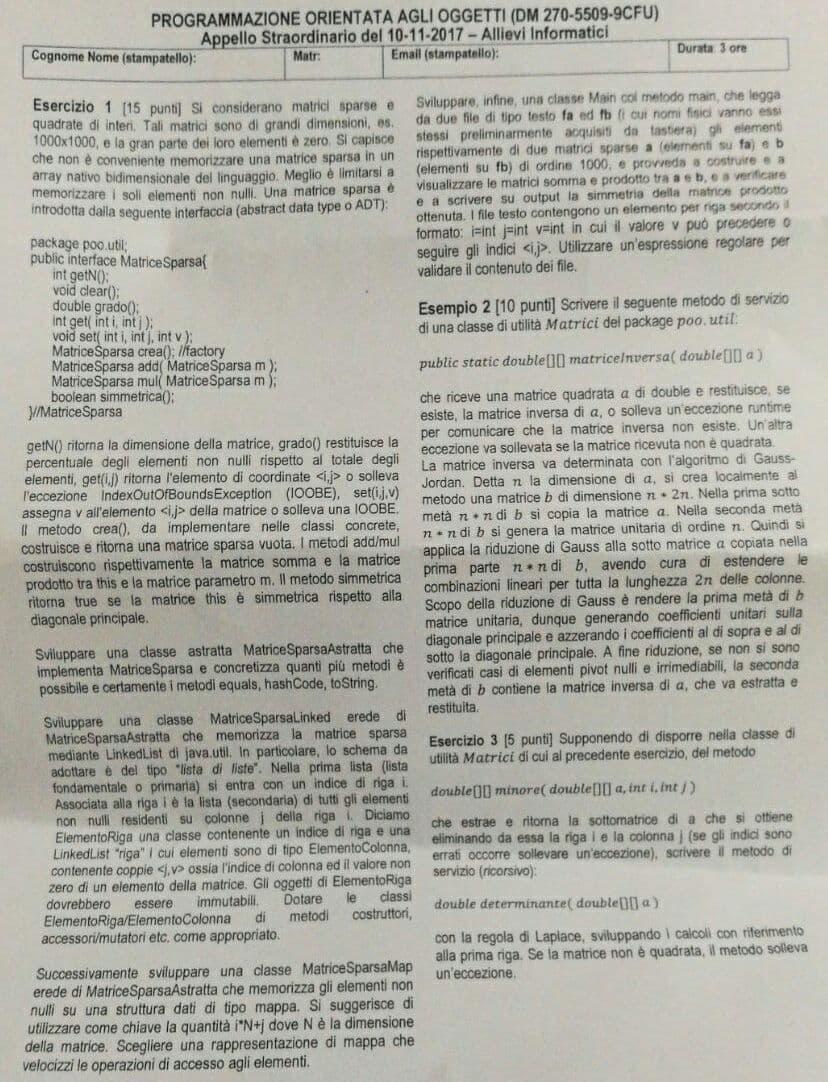 PROGRAMMAZIONE ORIENTATA AGLI OGGETTI (DM 270-5509-9CFU)
Appello Straordinario del 10-11-2017 – Allievi Informatici
Cognome Nome (stampatello):
Matr:
Email (stampatello):
Durata 3 ore
Esercizio 1 [15 punti] Si considerano matrici sparse e
quadrate di interi. Tali matrici sono di grandi dimensioni, es.
1000x1000, e la gran parte dei loro elementi è zero. Si capisce
che non è conveniente memorizzare una matrice sparsa in un
array nativo bidimensionale del linguaggio. Meglio è limitarsi a
memorizzare i soli elementi non nulli. Una matrice sparsa è
introdotta dalla seguente interfaccia (abstract data type o ADT):
package poo.util;
public interface MatriceSparsa{
int getN();
void clear();
double grado();
int get( int i, int j );
void set( int i, int j, int v );
MatriceSparsa crea(); //factory
MatriceSparsa add( MatriceSparsa m );
MatriceSparsa mul( MatriceSparsa m );
boolean simmetrica();
}//MatriceSparsa
getN() ritorna la dimensione della matrice, grado() restituisce la
percentuale degli elementi non nulli rispetto al totale degli
elementi, get(i,j) ritorna l'elemento di coordinate <i,j> o solleva
l'eccezione IndexOutOfBoundsException (IOOBE), set(i,j,v)
assegna v all'elemento <i,j> della matrice o solleva una IOOBE.
Il metodo crea(), da implementare nelle classi concrete,
costruisce e ritorna una matrice sparsa vuota. I metodi add/mul
costruiscono rispettivamente la matrice somma e la matrice
prodotto tra this e la matrice parametro m. Il metodo simmetrica
ritorna true se la matrice this è simmetrica rispetto alla
diagonale principale.
Sviluppare una classe astratta MatriceSparsaAstratta che
implementa MatriceSparsa e concretizza quanti più metodi è
possibile e certamente i metodi equals, hashCode, toString.
Sviluppare una classe MatriceSparsaLinked erede di
MatriceSparsaAstratta che memorizza la matrice sparsa
mediante LinkedList di java.util. In particolare, lo schema da
adottare è del tipo "lista di liste". Nella prima lista (lista
fondamentale o primaria) si entra con un indice di riga i.
Associata alla riga i è la lista (secondaria) di tutti gli elementi
non nulli residenti su colonne j della riga i. Diciamo
ElementoRiga una classe contenente un indice di riga e una
LinkedList "riga" i cui elementi sono di tipo ElementoColonna,
contenente coppie <j,v> ossia l'indice di colonna ed il valore non
zero di un elemento della matrice. Gli oggetti di ElementoRiga
dovrebbero essere immutabili. Dotare le classi
ElementoRiga/ElementoColonna di metodi costruttori,
accessori/mutatori etc. come appropriato.
Successivamente sviluppare una classe MatriceSparsaMap
erede di MatriceSparsaAstratta che memorizza gli elementi non
nulli su una struttura dati di tipo mappa. Si suggerisce di
utilizzare come chiave la quantità i*N+j dove N è la dimensione
della matrice. Scegliere una rappresentazione di mappa che
velocizzi le operazioni di accesso agli elementi.
Sviluppare, infine, una classe Main col metodo main, che legga
da due file di tipo testo fa ed fb (i cui nomi fisici vanno essi
stessi preliminarmente acquisiti da tastiera) gli elementi
rispettivamente di due matrici sparse a (elementi su fa) e b
(elementi su fb) di ordine 1000, e provveda a costruire e a
visualizzare le matrici somma e prodotto tra a e b, e a verificare
e a scrivere su output la simmetria della matrice prodotto
ottenuta. I file testo contengono un elemento per riga secondo il
formato: i=int j=int v=int in cui il valore v può precedere o
seguire gli indici <i,j>. Utilizzare un'espressione regolare per
validare il contenuto dei file.
Esempio 2 [10 punti] Scrivere il seguente metodo di servizio
di una classe di utilità Matrici del package poo.util:
public static double[][] matriceInversa( double[][] a )
che riceve una matrice quadrata a di double e restituisce, se
esiste, la matrice inversa di a, o solleva un'eccezione runtime
per comunicare che la matrice inversa non esiste. Un'altra
eccezione va sollevata se la matrice ricevuta non è quadrata.
La matrice inversa va determinata con l'algoritmo di Gauss-
Jordan. Detta n la dimensione di a, si crea localmente al
metodo una matrice b di dimensione n * 2n. Nella prima sotto
metà n * n di b si copia la matrice a. Nella seconda metà
n * n di b si genera la matrice unitaria di ordine n. Quindi si
applica la riduzione di Gauss alla sotto matrice a copiata nella
prima parte n * n di b, avendo cura di estendere le
combinazioni lineari per tutta la lunghezza 2n delle colonne.
Scopo della riduzione di Gauss è rendere la prima metà di b
matrice unitaria, dunque generando coefficienti unitari sulla
diagonale principale e azzerando i coefficienti al di sopra e al di
sotto la diagonale principale. A fine riduzione, se non si sono
verificati casi di elementi pivot nulli e irrimediabili, la seconda
metà di b contiene la matrice inversa di a, che va estratta e
restituita.
Esercizio 3 [5 punti] Supponendo di disporre nella classe di
utilità Matrici di cui al precedente esercizio, del metodo
double[][] minore( double[][] a, int i, int j )
che estrae e ritorna la sottomatrice di a che si ottiene
eliminando da essa la riga i e la colonna j (se gli indici sono
errati occorre sollevare un'eccezione), scrivere il metodo di
servizio (ricorsivo):
double determinante( double[][] a )
con la regola di Laplace, sviluppando i calcoli con riferimento
alla prima riga. Se la matrice non è quadrata, il metodo solleva
un'eccezione.